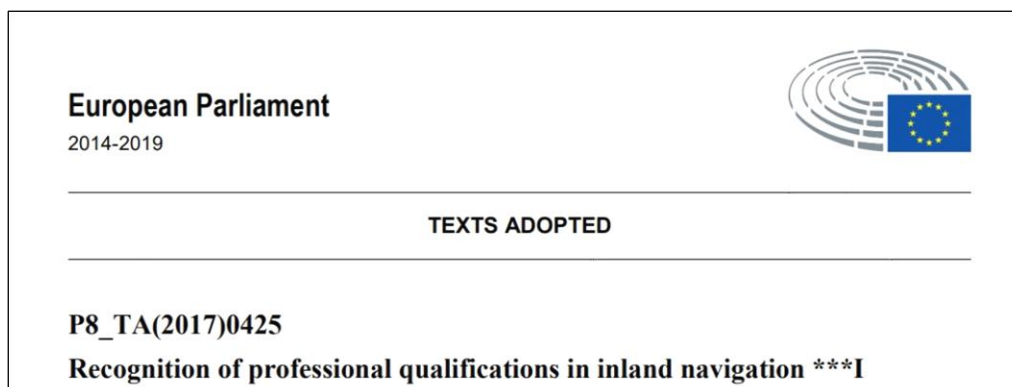 European Parliament
2014-2019
TEXTS ADOPTED
P8_TA(2017)0425
Recognition of professional qualifications in inland navigation ***I